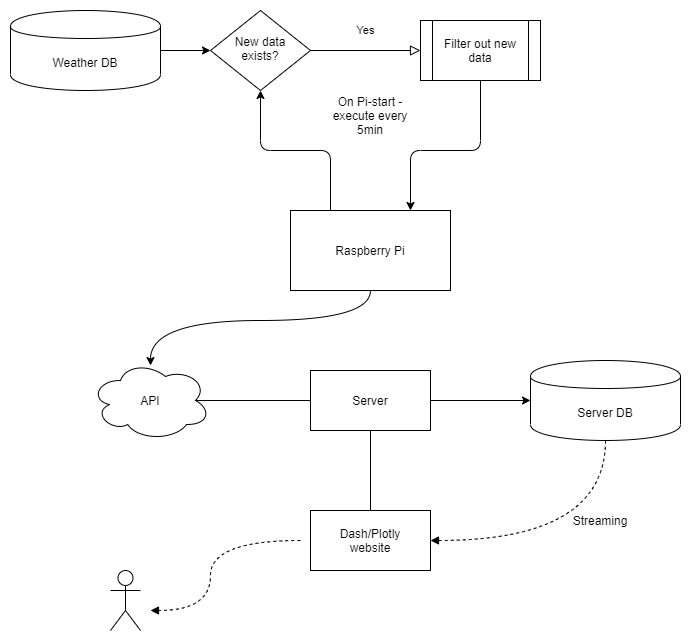 Weather DB
New data
exists?
Yes
Filter out new
data
On Pi-start -
execute every
5min
Raspberry Pi
API
Server
Server DB
Dash/Plotly
website
Streaming